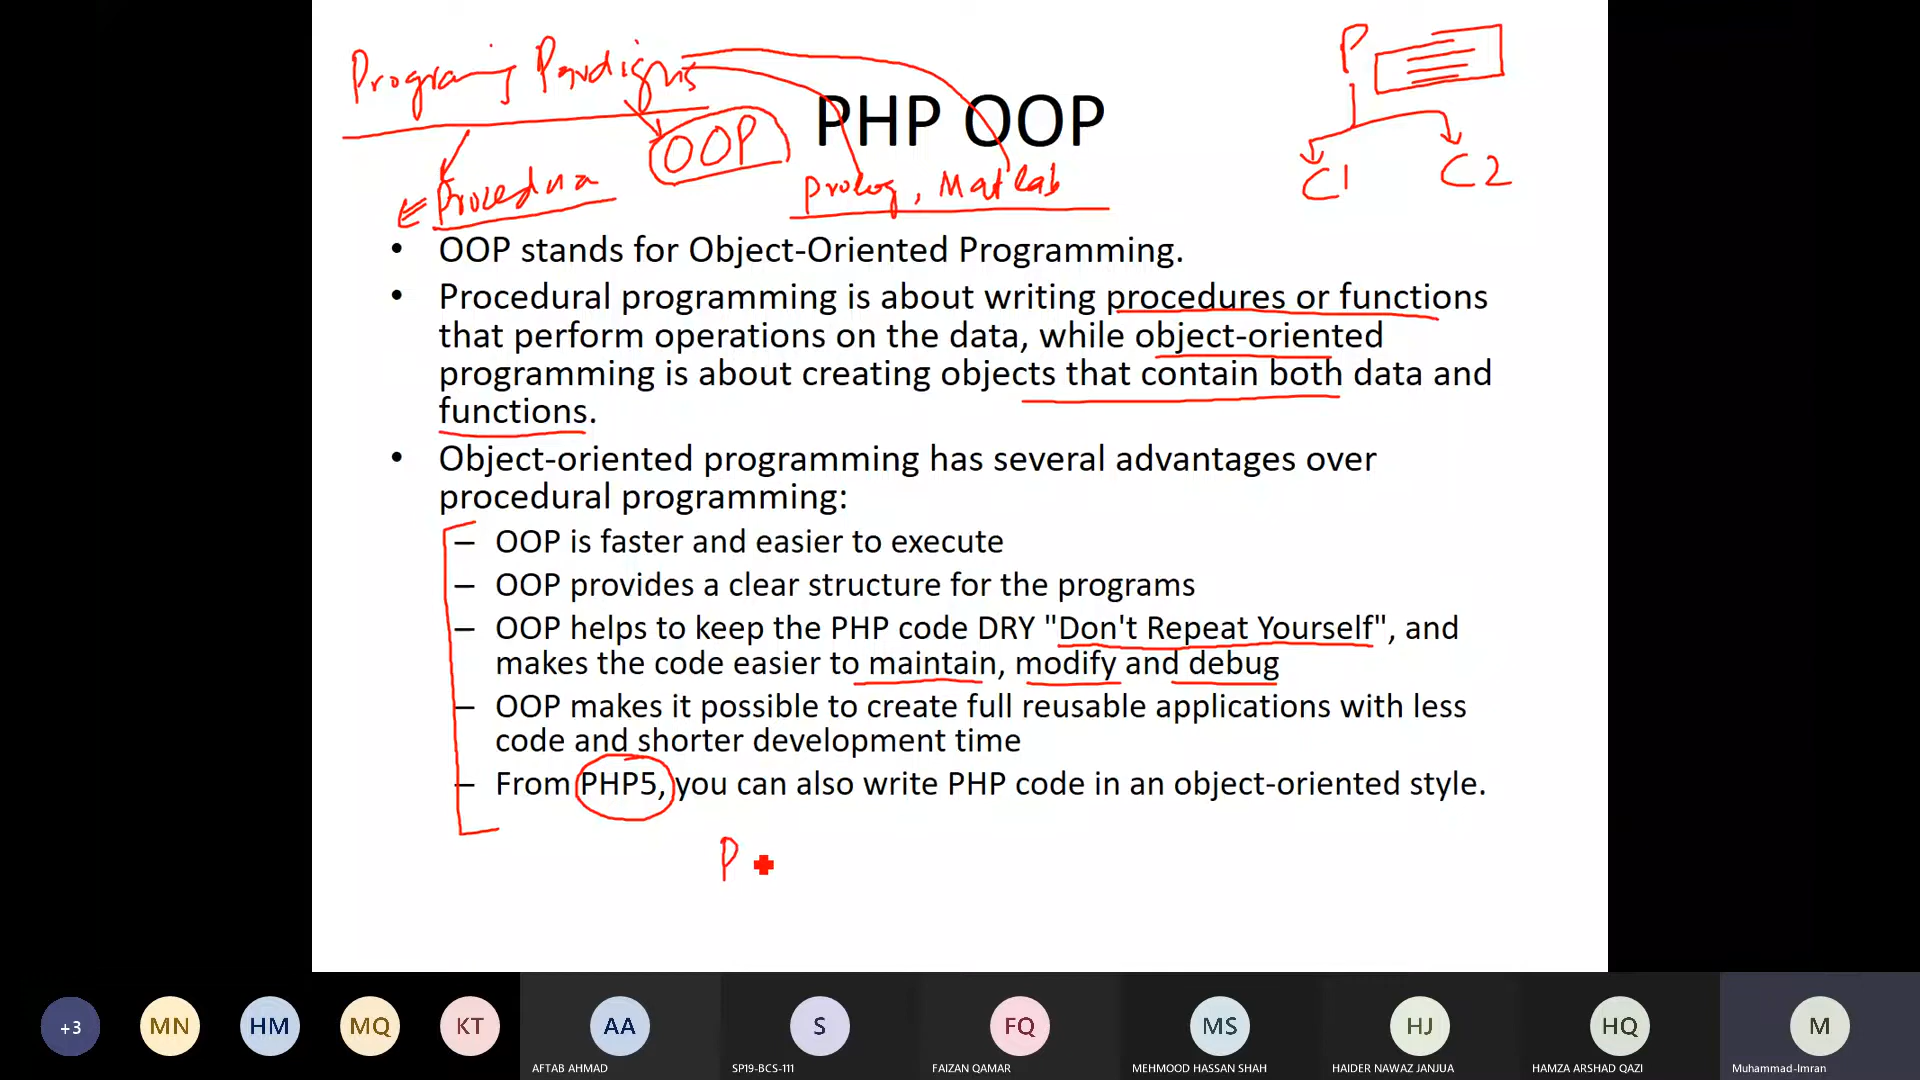 Program​ing Pardigms
P
OOP
PHP OOP
C1
C2
Prolog, Matlab
• OOP stands for Object-Oriented Programming.
• Procedural programming is about writing procedures or functions
that perform operations on the data, while object-oriented
programming is about creating objects that contain both data and
functions.
• Object-oriented programming has several advantages over
procedural programming:
– OOP is faster and easier to execute
– OOP provides a clear structure for the programs
– OOP helps to keep the PHP code DRY "Don't Repeat Yourself", and
makes the code easier to maintain, modify and debug
– OOP makes it possible to create full reusable applications with less
code and shorter development time
– From PHP5, you can also write PHP code in an object-oriented style.
P
+3
MN
HM
MQ
KT
AA
S
FQ
MS
HJ
HQ
M
AFTAB AHMAD
SP19-BCS-111
FAIZAN QAMAR
MEHMOOD HASSAN SHAH
HAIDER NAWAZ JANJUA
HAMZA ARSHAD QAZI
Muhammad-Imran